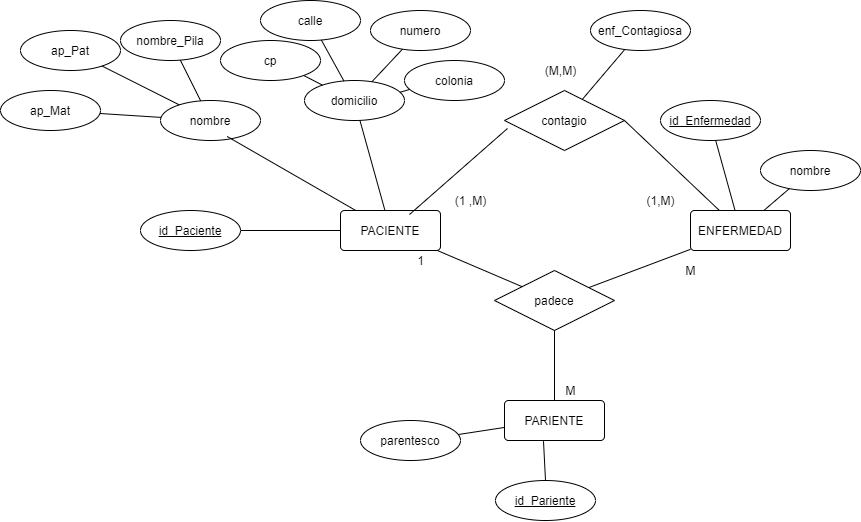 calle
numero
enf_Contagiosa
nombre_Pila
ap_Pat
cp
colonia
(M,M)
domicilio
ap_Mat
nombre
contagio
id_Enfermedad
nombre
(1 ,M)
(1,M)
id_Paciente
PACIENTE
ENFERMEDAD
1
M
padece
M
PARIENTE
parentesco
id_Pariente